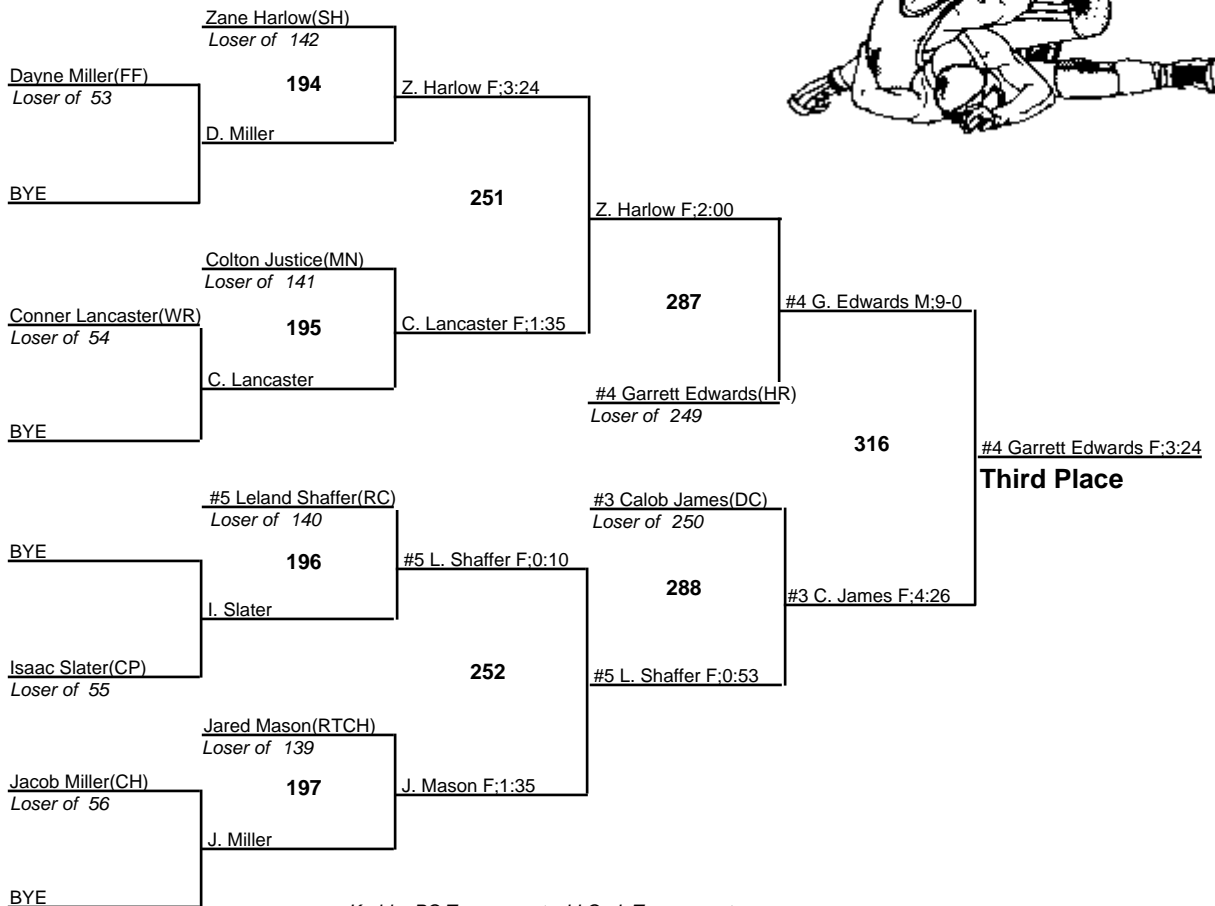 Zane Harlow(SH)
Loser of 142
Dayne Miller(FF)
Loser of 53
194
Z. Harlow F;3:24
D. Miller
BYE
251
Z. Harlow F;2:00
Colton Justice(MN)
Loser of 141
Conner Lancaster(WR)
Loser of 54
195
C. Lancaster F;1:35
287
#4 G. Edwards M;9-0
C. Lancaster
#4 Garrett Edwards(HR)
Loser of 249
BYE
316
#4 Garrett Edwards F;3:24
Third Place
#5 Leland Shaffer(RC)
Loser of 140
#3 Calob James(DC)
Loser of 250
BYE
196
#5 L. Shaffer F;0:10
288
#3 C. James F;4:26
I. Slater
Isaac Slater(CP)
Loser of 55
252
#5 L. Shaffer F;0:53
Jared Mason(RTCH)
Loser of 139
Jacob Miller(CH)
Loser of 56
197
J. Mason F;1:35
J. Miller
BYE